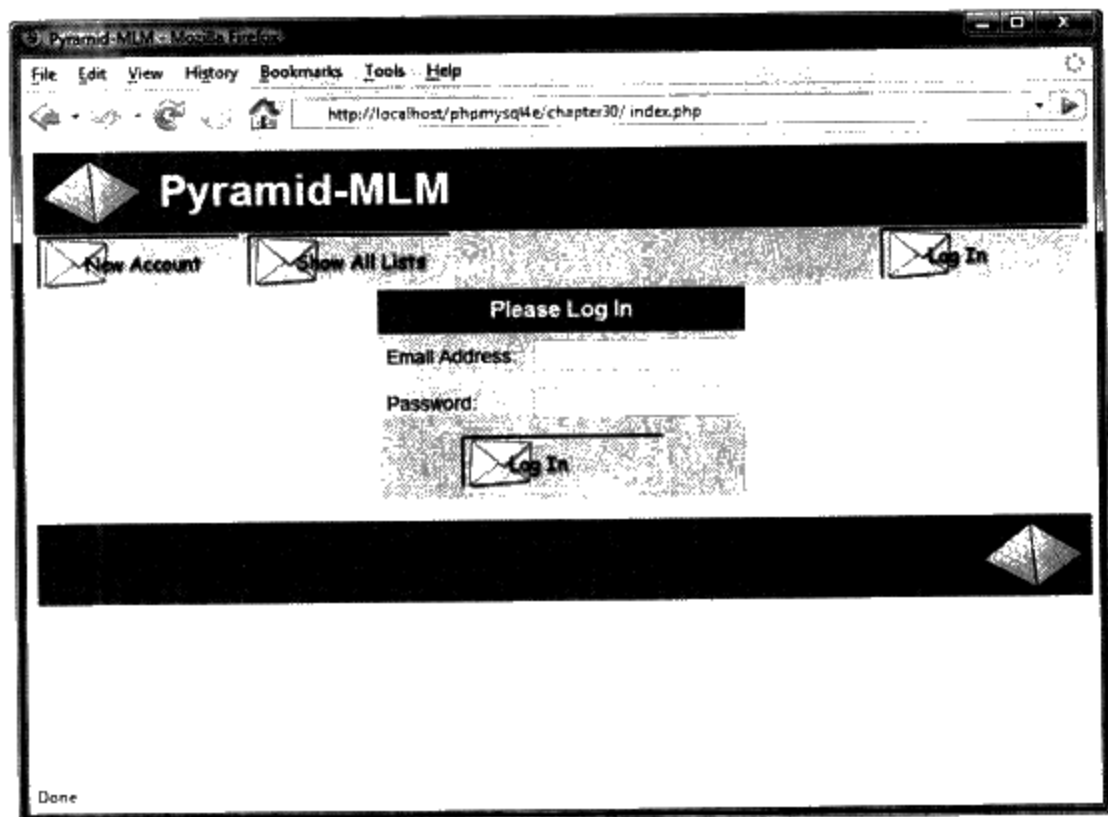 Pyramid-MLM - Mozilla Firefox
File Edit View History Bookmarks Tools Help
http://localhost/phpmysql4e/chapter30/ index.php
Pyramid-MLM
New Account Show All Lists Log In
Please Log In
Email Address:
Password:
Log In
Done